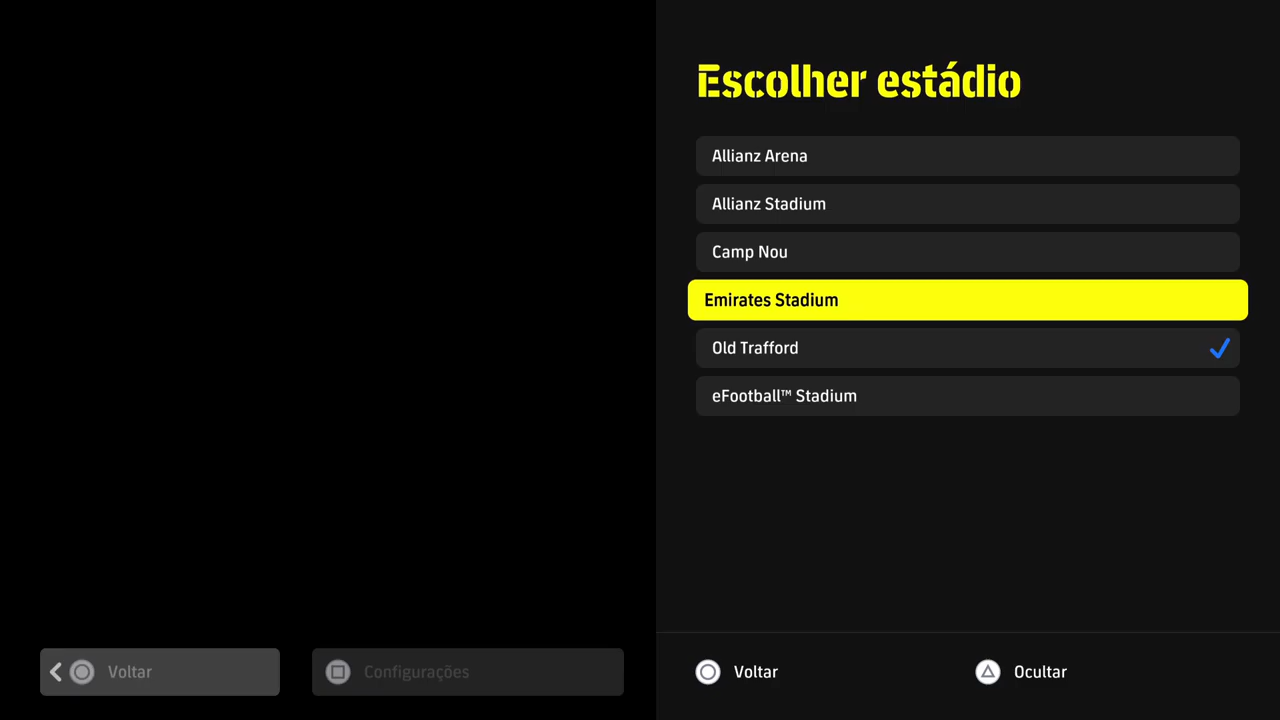 Escolher estádio
Allianz Arena
Allianz Stadium
Camp Nou
Emirates Stadium
Old Trafford
eFootball™ Stadium
Voltar
Configurações
Voltar
Ocultar